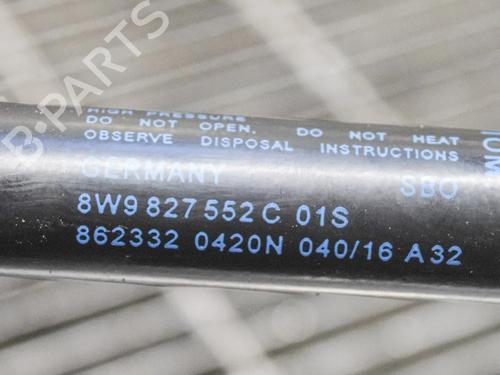 B-PARTS
HIGH PRESSURE
DO NOT OPEN. DO NOT HEAT
OBSERVE DISPOSAL INSTRUCTIONS
GERMANY SBO
8W9 827 552 C 01S
862332 0420N 040/16 A32